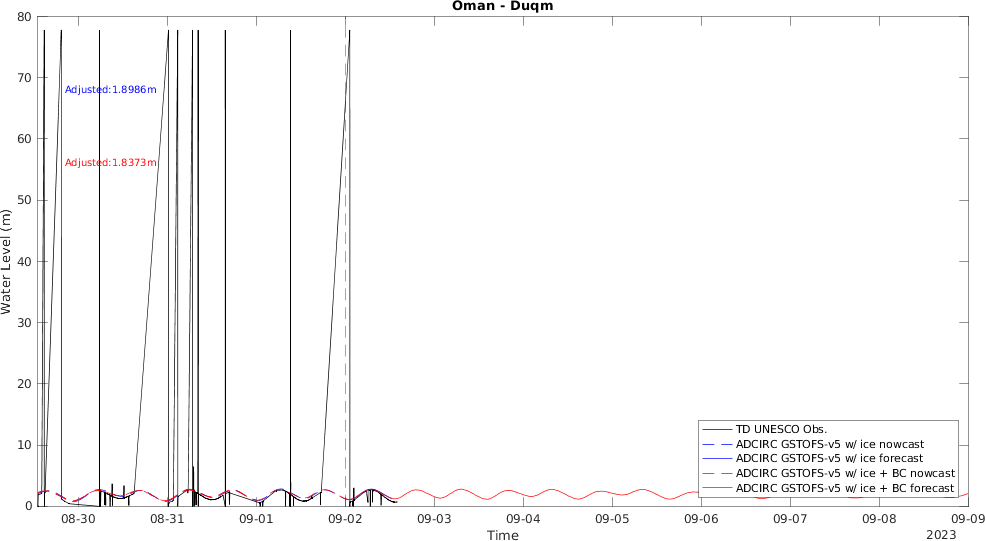 Oman - Duqm
80
70
60
50
40
30
20
10
0
Water Level (m)
Adjusted:1.8986m
Adjusted:1.8373m
TD UNESCO Obs.
ADCIRC GSTOFS-v5 w/ ice nowcast
ADCIRC GSTOFS-v5 w/ ice forecast
ADCIRC GSTOFS-v5 w/ ice + BC nowcast
ADCIRC GSTOFS-v5 w/ ice + BC forecast
08-30 08-31 09-01 09-02 09-03 09-04 09-05 09-06 09-07 09-08 09-09
Time
2023